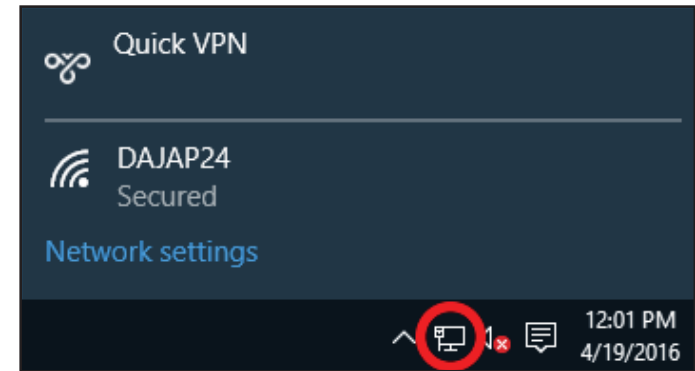 Quick VPN
DAJAP24
Secured
Network settings
12:01 PM
4/19/2016